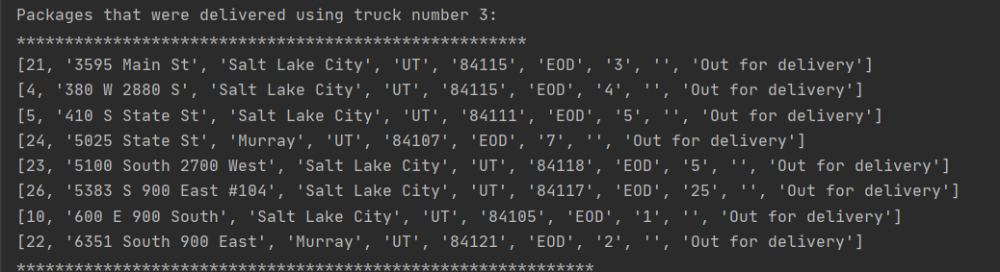 Packages that were delivered using truck number 3:
*****************************************************
[21, '3595 Main St', 'Salt Lake City', 'UT', '84115', 'EOD', '3', '', 'Out for delivery']
[4, '380 W 2880 S', 'Salt Lake City', 'UT', '84115', 'EOD', '4', '', 'Out for delivery']
[5, '410 S State St', 'Salt Lake City', 'UT', '84111', 'EOD', '5', '', 'Out for delivery']
[24, '5025 State St', 'Murray', 'UT', '84107', 'EOD', '7', '', 'Out for delivery']
[23, '5100 South 2700 West', 'Salt Lake City', 'UT', '84118', 'EOD', '5', '', 'Out for delivery']
[26, '5383 S 900 East #104', 'Salt Lake City', 'UT', '84117', 'EOD', '25', '', 'Out for delivery']
[10, '600 E 900 South', 'Salt Lake City', 'UT', '84105', 'EOD', '1', '', 'Out for delivery']
[22, '6351 South 900 East', 'Murray', 'UT', '84121', 'EOD', '2', '', 'Out for delivery']
************************************************************